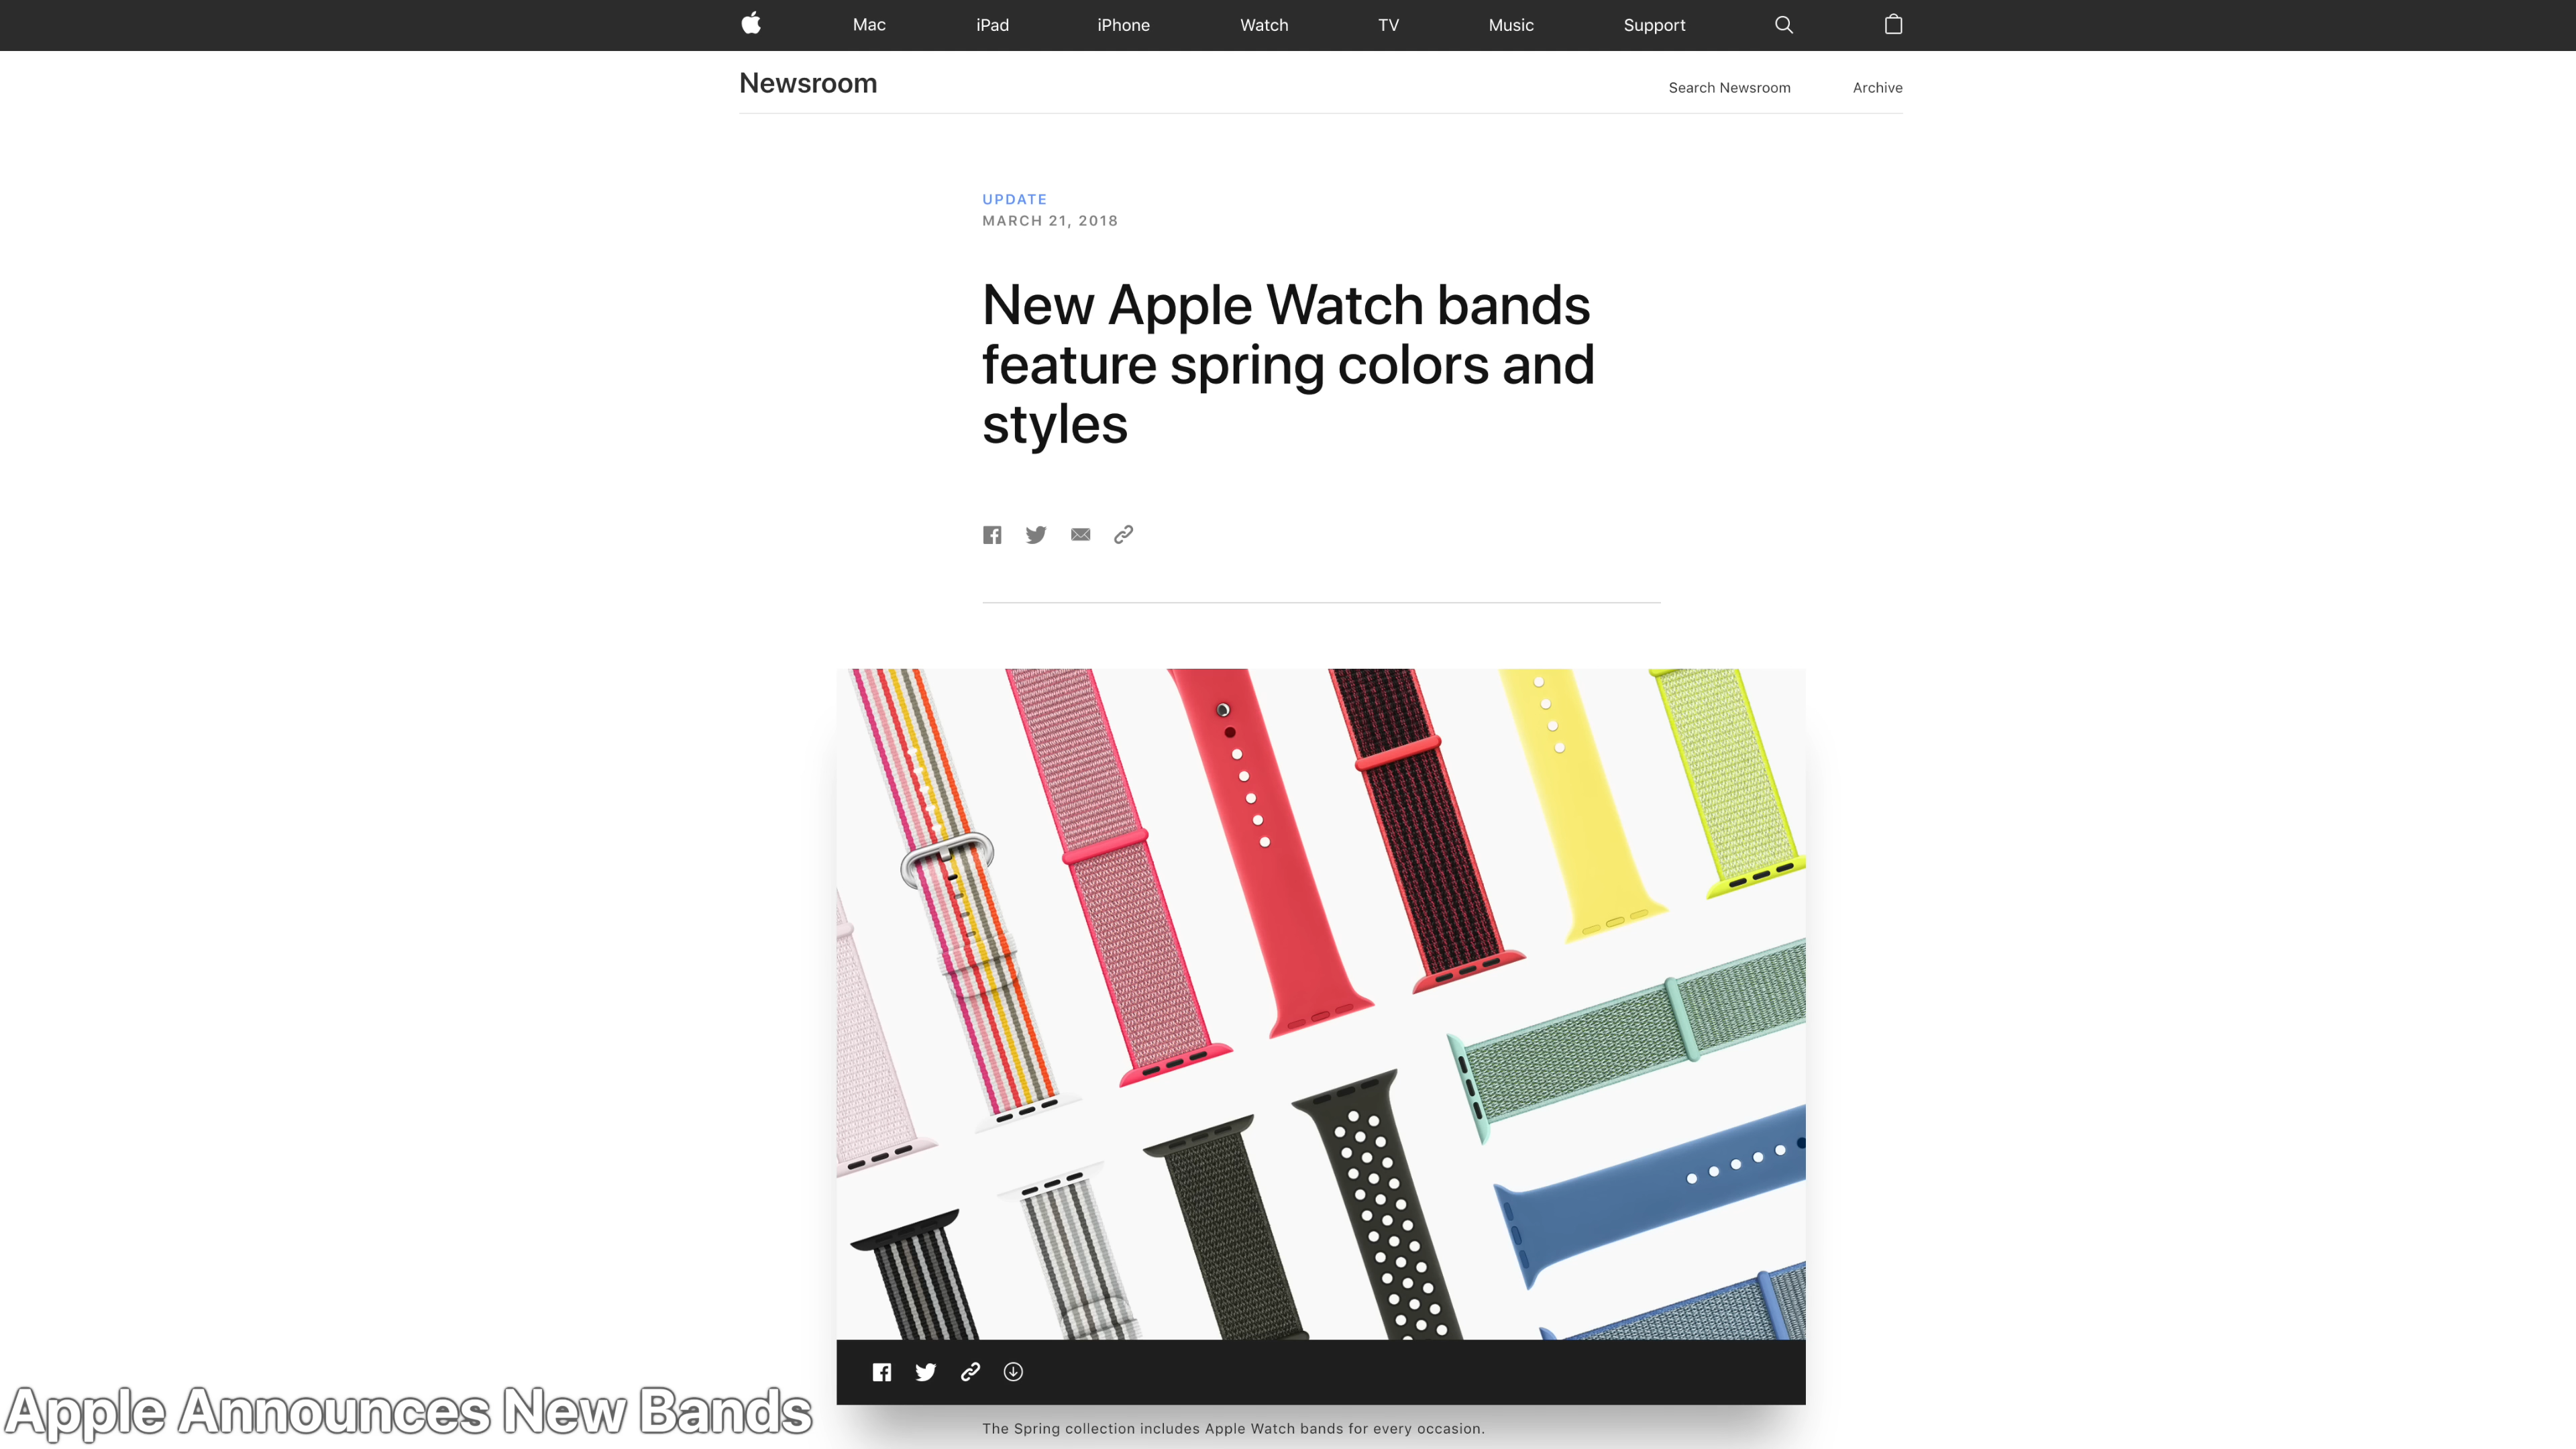 Mac iPad iPhone Watch TV Music Support
Newsroom
Search Newsroom Archive
UPDATE
MARCH 21, 2018
New Apple Watch bands
feature spring colors and
styles
Apple Announces New Bands
The Spring collection includes Apple Watch bands for every occasion.